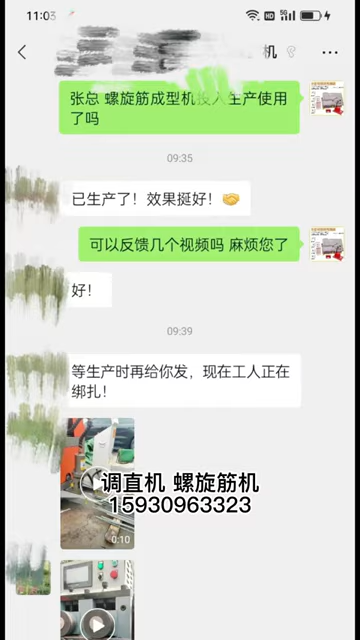 11:03
HD 5G
机
张总 螺旋筋成型机投入生产使用
了吗
09:35
已生产了！效果挺好！🤝
可以反馈几个视频吗 麻烦您了
好！
09:39
等生产时再给你发，现在工人正在
绑扎！
调直机 螺旋筋机
15930963323
0:10